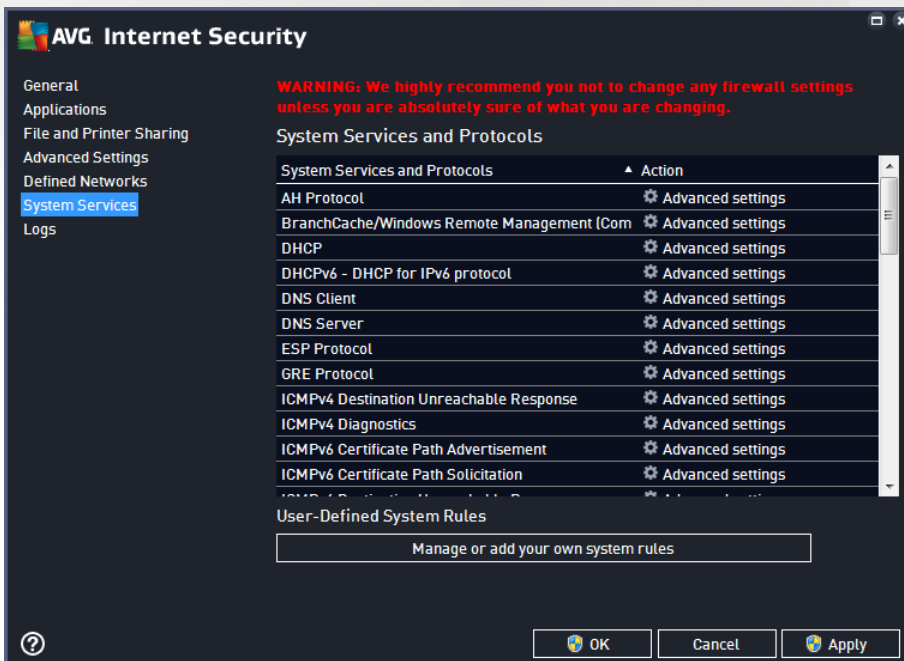 AVG Internet Security
General
Applications
File and Printer Sharing
Advanced Settings
Defined Networks
System Services
Logs
WARNING: We highly recommend you not to change any firewall settings
unless you are absolutely sure of what you are changing.
System Services and Protocols
System Services and Protocols Action
AH Protocol Advanced settings
BranchCache/Windows Remote Management (Com Advanced settings
DHCP Advanced settings
DHCPv6 - DHCP for IPv6 protocol Advanced settings
DNS Client Advanced settings
DNS Server Advanced settings
ESP Protocol Advanced settings
GRE Protocol Advanced settings
ICMPv4 Destination Unreachable Response Advanced settings
ICMPv4 Diagnostics Advanced settings
ICMPv6 Certificate Path Advertisement Advanced settings
ICMPv6 Certificate Path Solicitation Advanced settings
User-Defined System Rules
Manage or add your own system rules
OK Cancel Apply